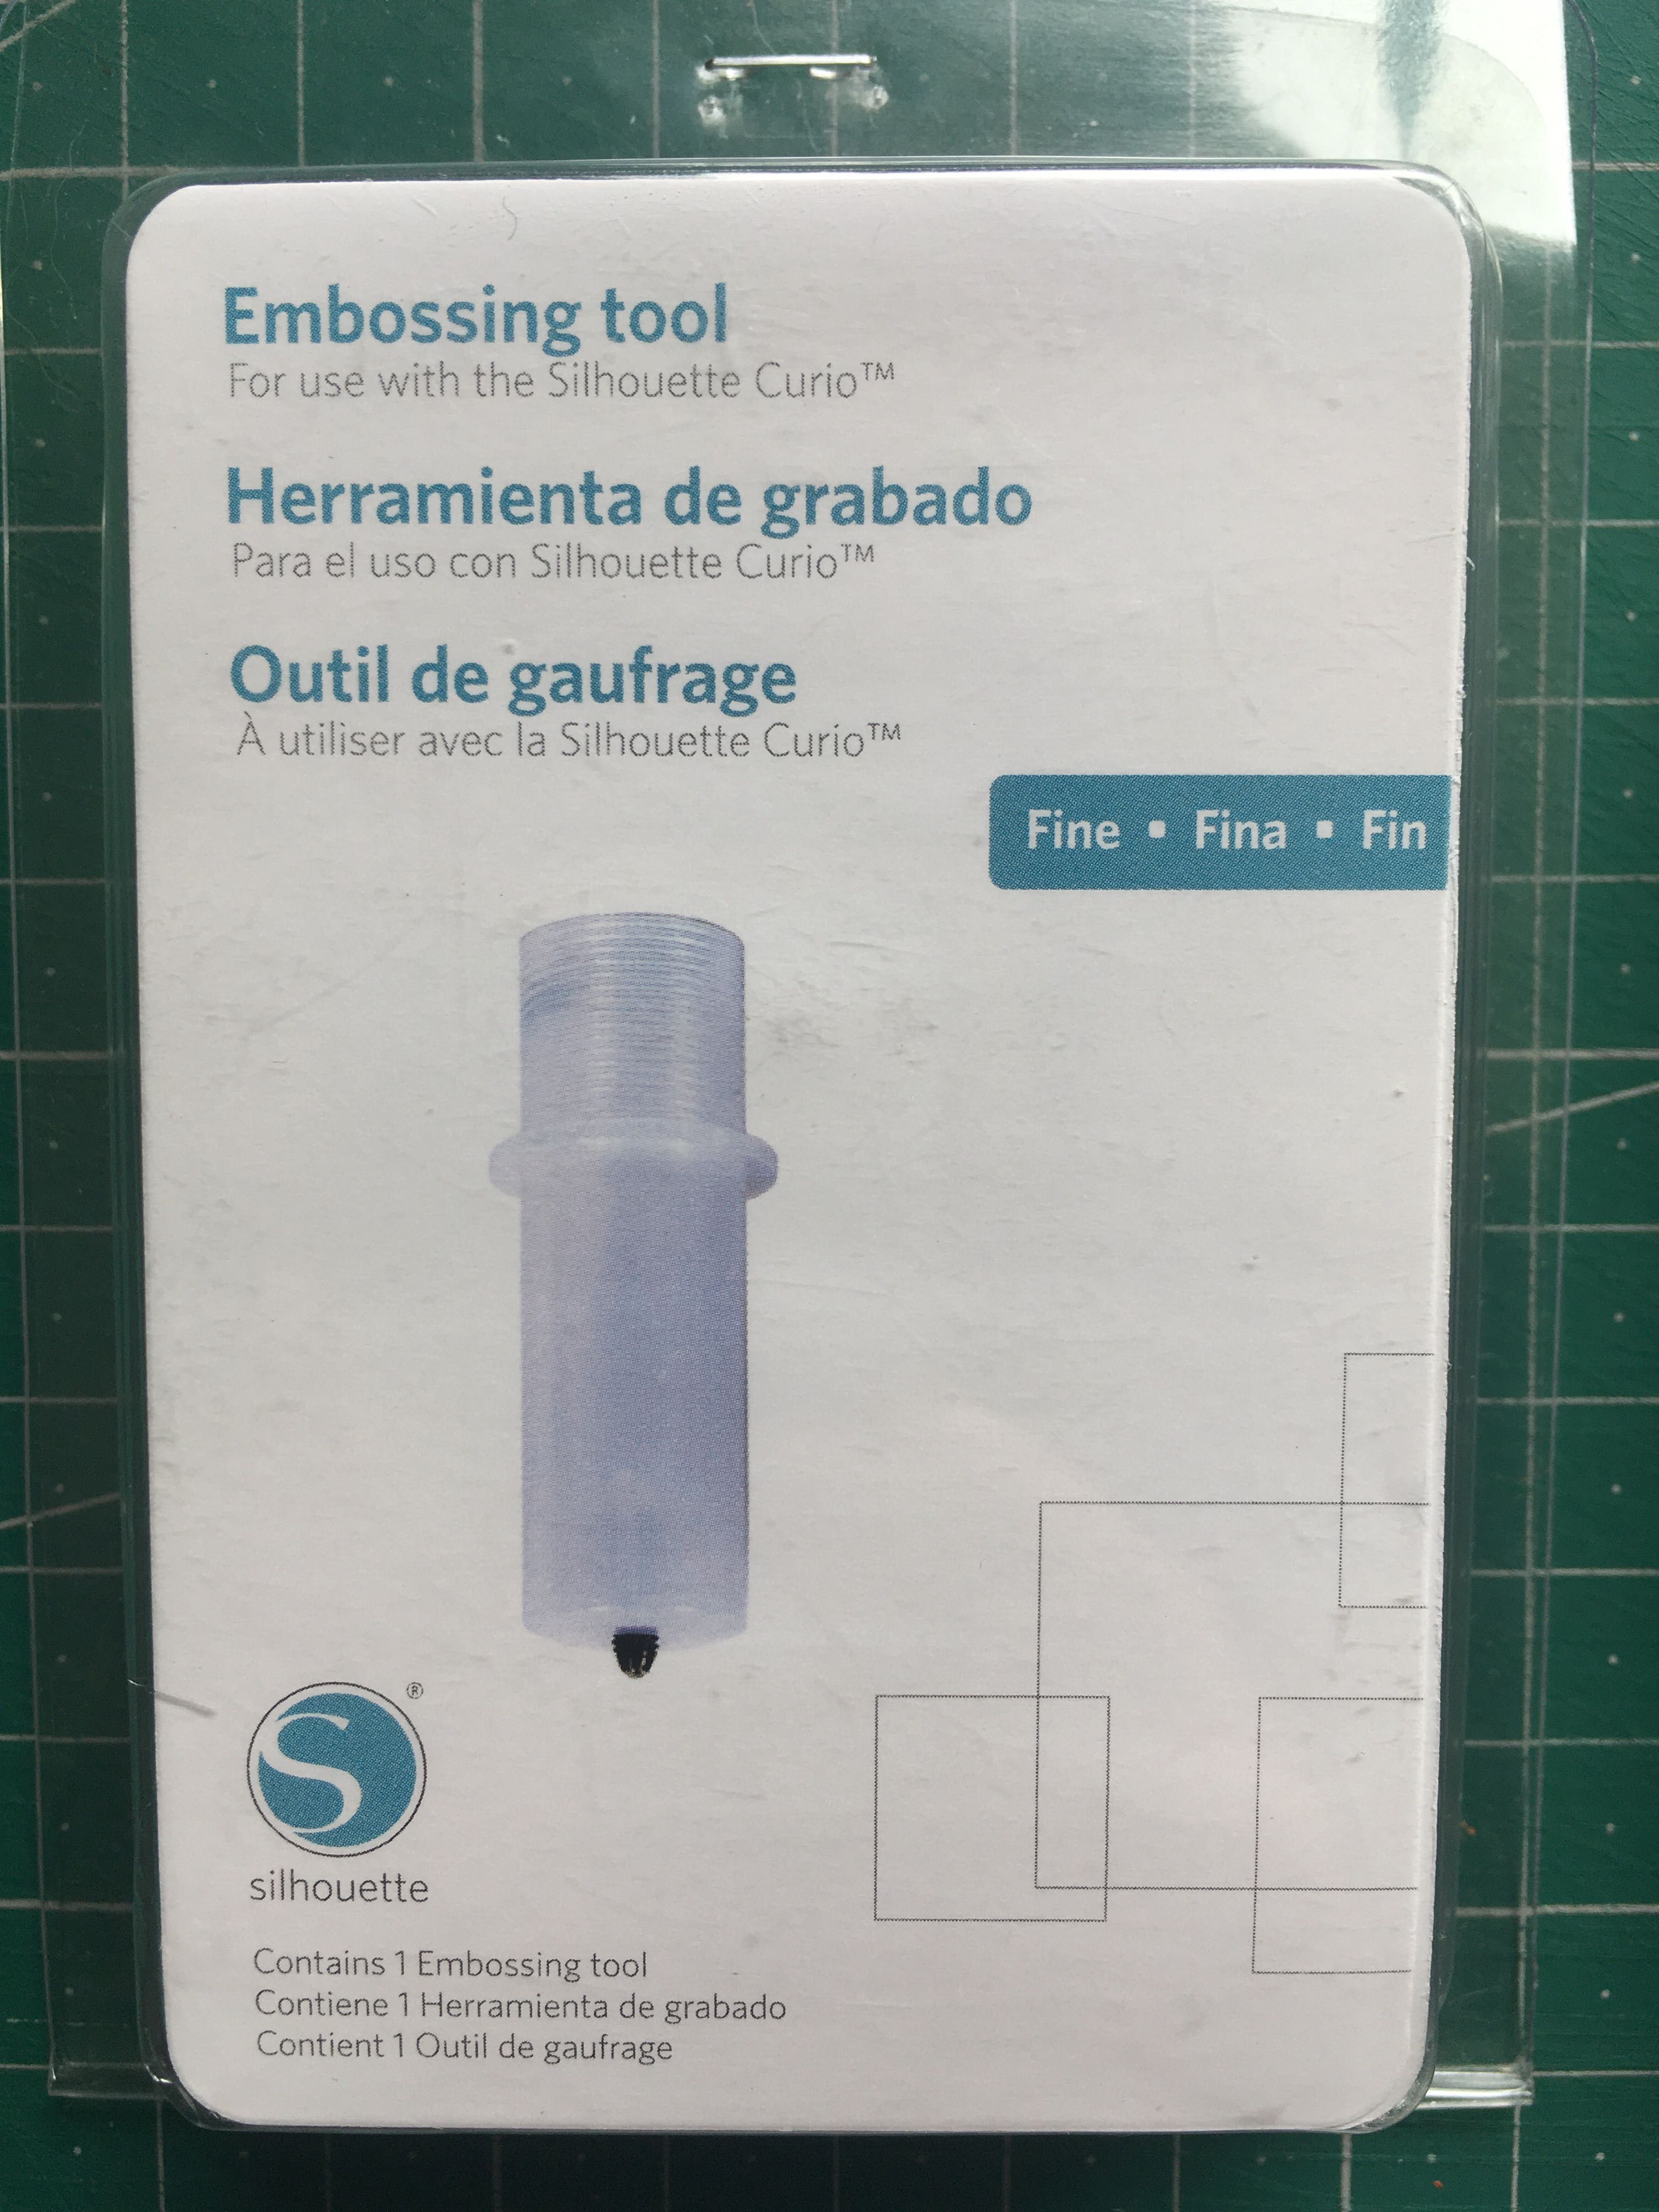 Embossing tool
For use with the Silhouette Curio™
Herramienta de grabado
Para el uso con Silhouette Curio™
Outil de gaufrage
À utiliser avec la Silhouette Curio™
Fine ▪ Fina ▪ Fin
S ®
silhouette
Contains 1 Embossing tool
Contiene 1 Herramienta de grabado
Contient 1 Outil de gaufrage